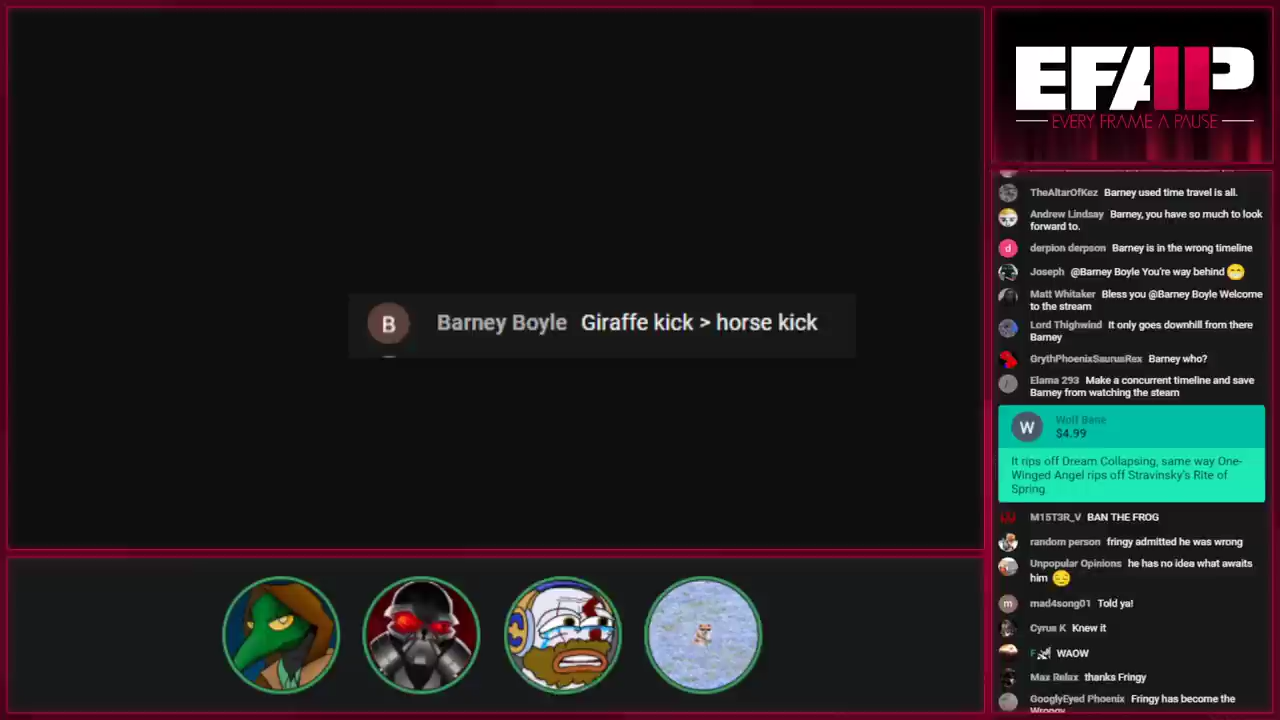 B Barney Boyle Giraffe kick > horse kick
EFAP
EVERY FRAME A PAUSE
TheAltarOfKez Barney used time travel is all.
Andrew Lindsay Barney, you have so much to look
forward to.
d derpion derpson Barney is in the wrong timeline
Joseph @Barney Boyle You're way behind 😁
Matt Whitaker Bless you @Barney Boyle Welcome
to the stream
Lord Thighwind It only goes downhill from there
Barney
GrythPhoenixSaurusRex Barney who?
Elama 293 Make a concurrent timeline and save
Barney from watching the steam
W Wolf Bane
$4.99
It rips off Dream Collapsing, same way One-
Winged Angel rips off Stravinsky's Rite of
Spring
M15T3R_V BAN THE FROG
random person fringy admitted he was wrong
Unpopular Opinions he has no idea what awaits
him 😔
m mad4song01 Told ya!
Cyrus K Knew it
WAOW
Max Relax thanks Fringy
GooglyEyed Phoenix Fringy has become the
Wrongy